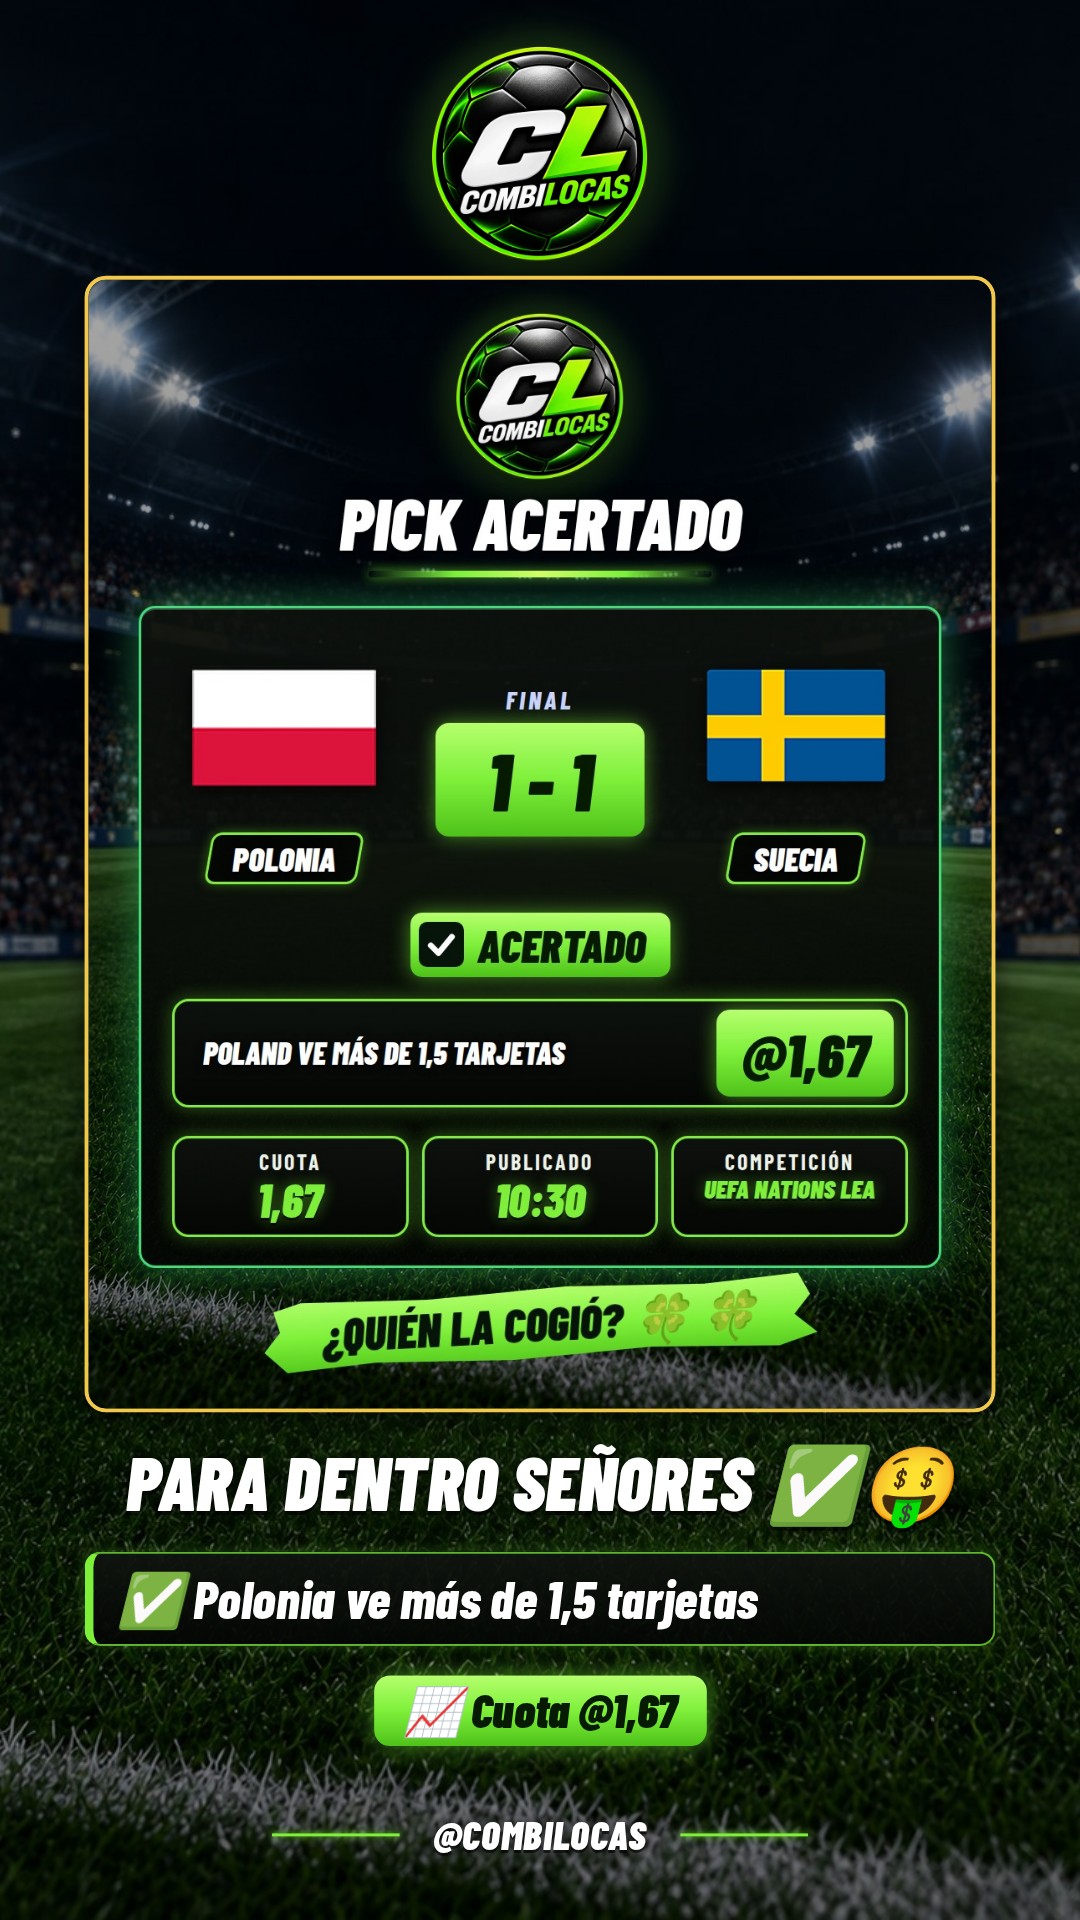 CL
COMBILOCAS
CL
COMBILOCAS
PICK ACERTADO
FINAL
1 - 1
POLONIA
SUECIA
✓ ACERTADO
POLAND VE MÁS DE 1,5 TARJETAS
@1,67
CUOTA
1,67
PUBLICADO
10:30
COMPETICIÓN
UEFA NATIONS LEA
¿QUIÉN LA COGIÓ? 🍀 🍀
PARA DENTRO SEÑORES ✅🤑
✅ Polonia ve más de 1,5 tarjetas
📈 Cuota @1,67
@COMBILOCAS